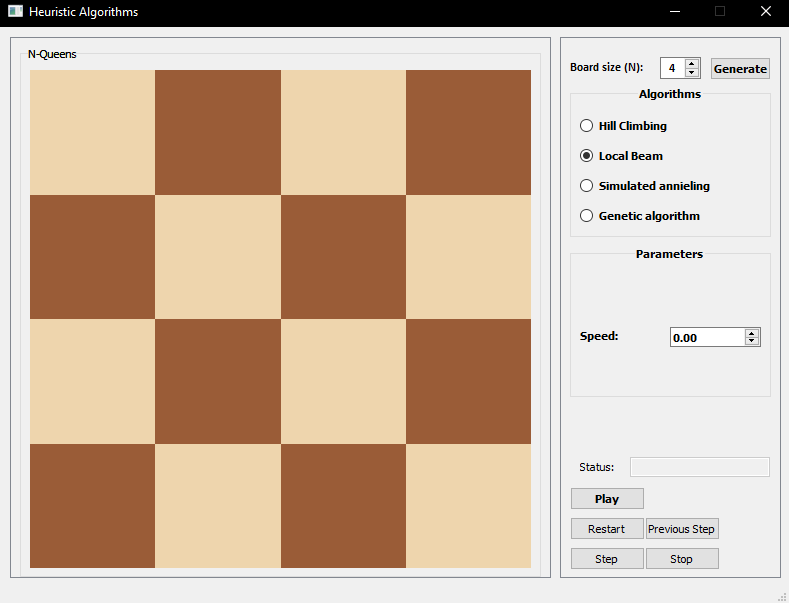 Heuristic Algorithms
N-Queens
Board size (N):
4
Generate
Algorithms
Hill Climbing
Local Beam
Simulated annieling
Genetic algorithm
Parameters
Speed:
0.00
Status:
Play
Restart
Previous Step
Step
Stop